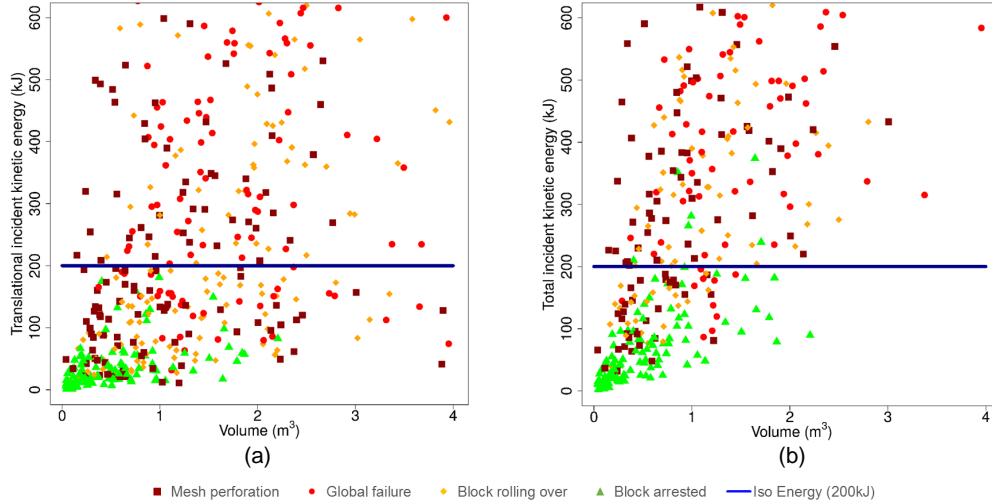 Translational incident kinetic energy (kJ)
600
500
400
300
200
100
0
0 1 2 3 4
Volume (m³)
(a)
Total incident kinetic energy (kJ)
600
500
400
300
200
100
0
0 1 2 3 4
Volume (m³)
(b)
Mesh perforation Global failure Block rolling over Block arrested Iso Energy (200kJ)